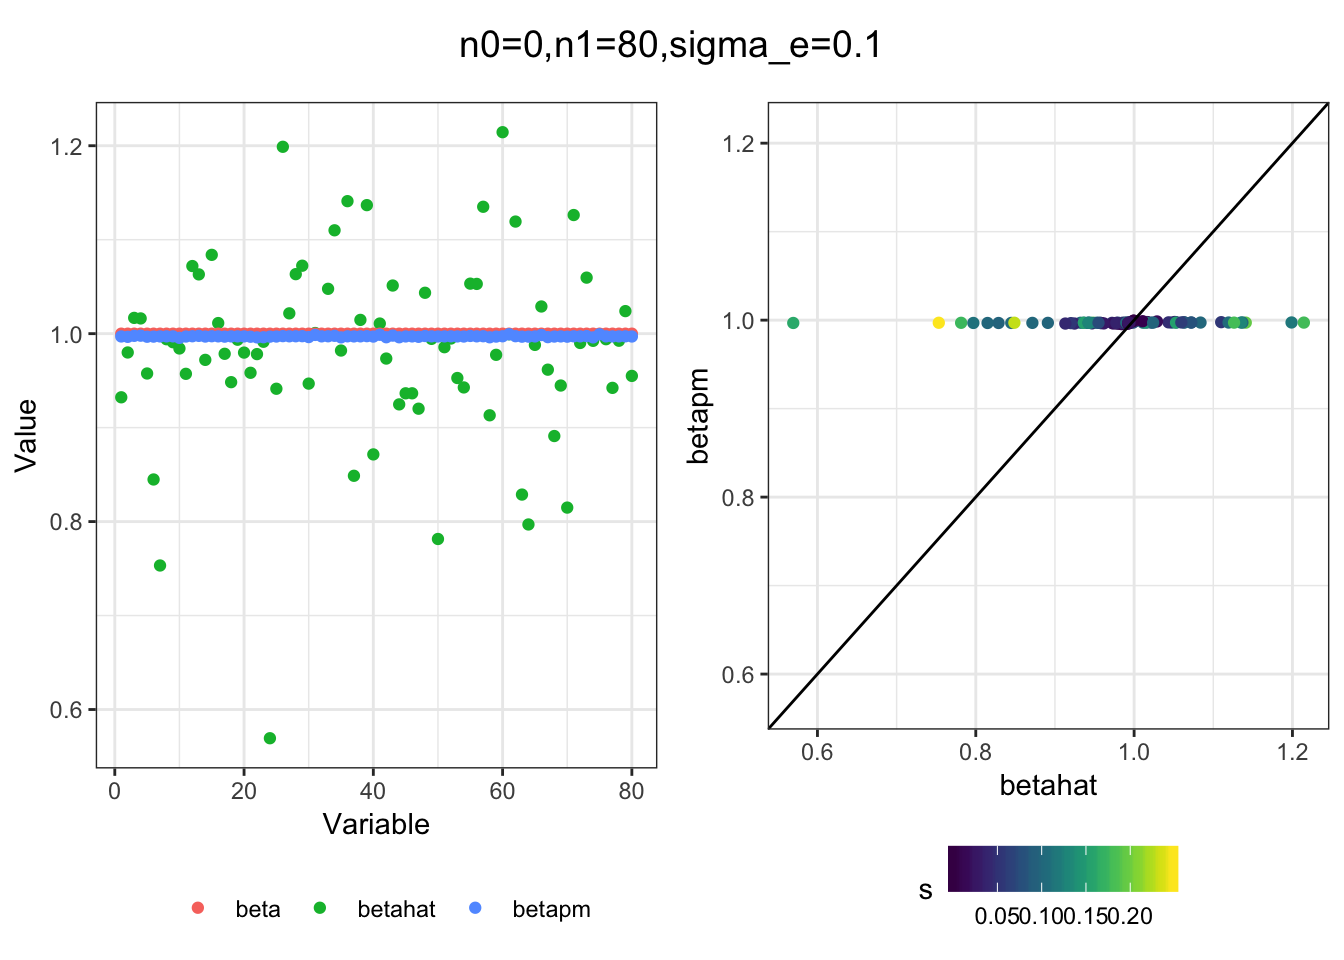 n0=0,n1=80,sigma_e=0.1
Value
1.2
1.0
0.8
0.6
0 20 40 60 80
Variable
beta betahat betapm
betapm
1.2
1.0
0.8
0.6
0.6 0.8 1.0 1.2
betahat
s
0.050.100.150.20